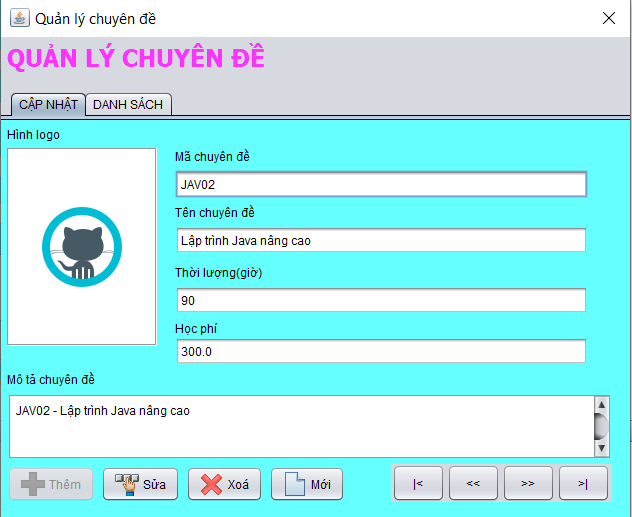 Quản lý chuyên đề
QUẢN LÝ CHUYÊN ĐỀ
CẬP NHẬT DANH SÁCH
Hình logo
Mã chuyên đề
JAV02
Tên chuyên đề
Lập trình Java nâng cao
Thời lượng(giờ)
90
Học phí
300.0
Mô tả chuyên đề
JAV02 - Lập trình Java nâng cao
Thêm Sửa Xoá Mới |< << >> >|